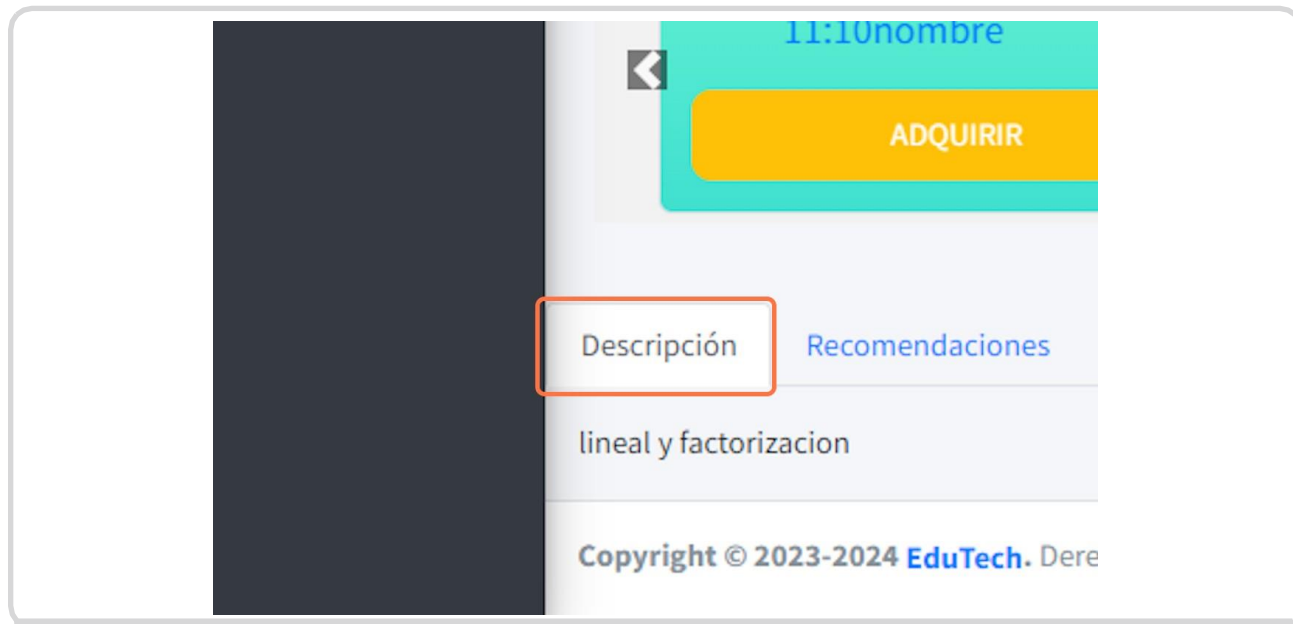 11:10nombre
ADQUIRIR
Descripción Recomendaciones
lineal y factorizacion
Copyright © 2023-2024 EduTech. Dere